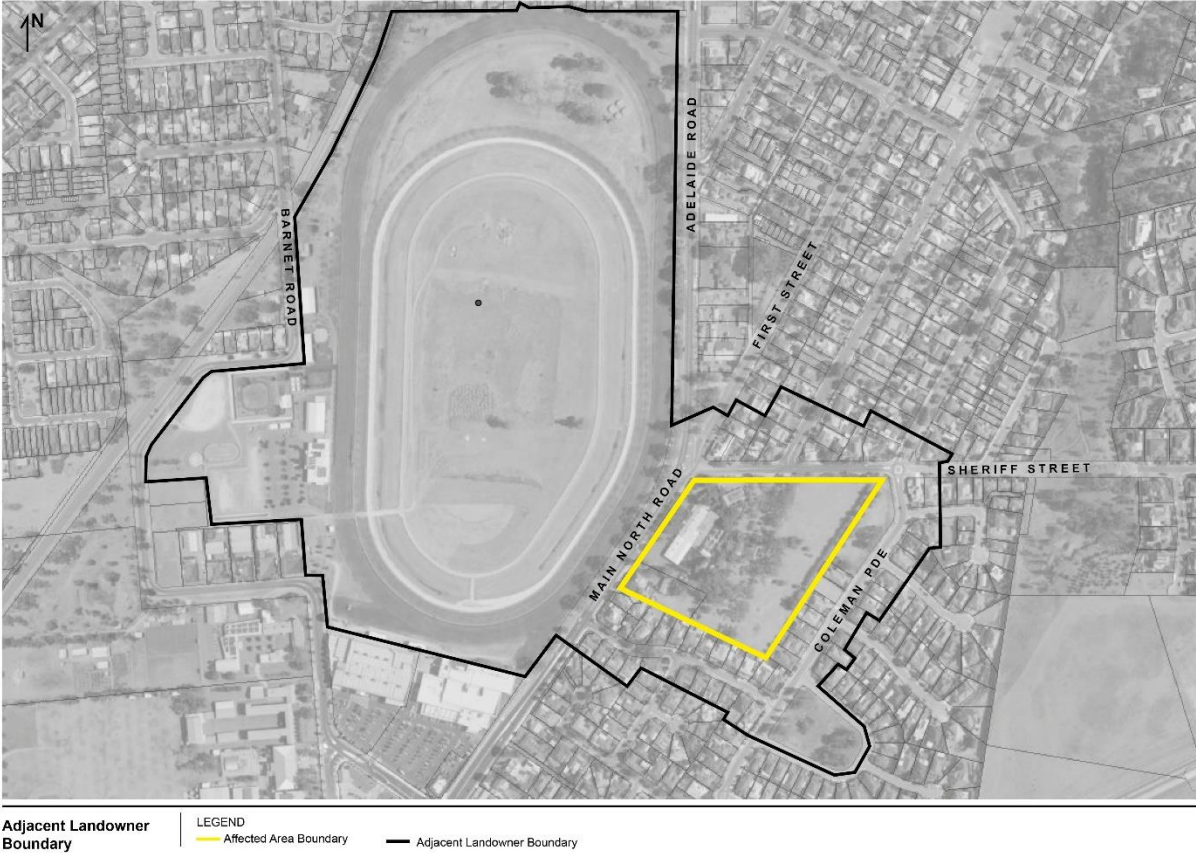 N
BARNET ROAD
ADELAIDE ROAD
FIRST STREET
MAIN NORTH ROAD
SHERIFF STREET
COLEMAN PDE
Adjacent Landowner
Boundary
LEGEND
Affected Area Boundary
Adjacent Landowner Boundary